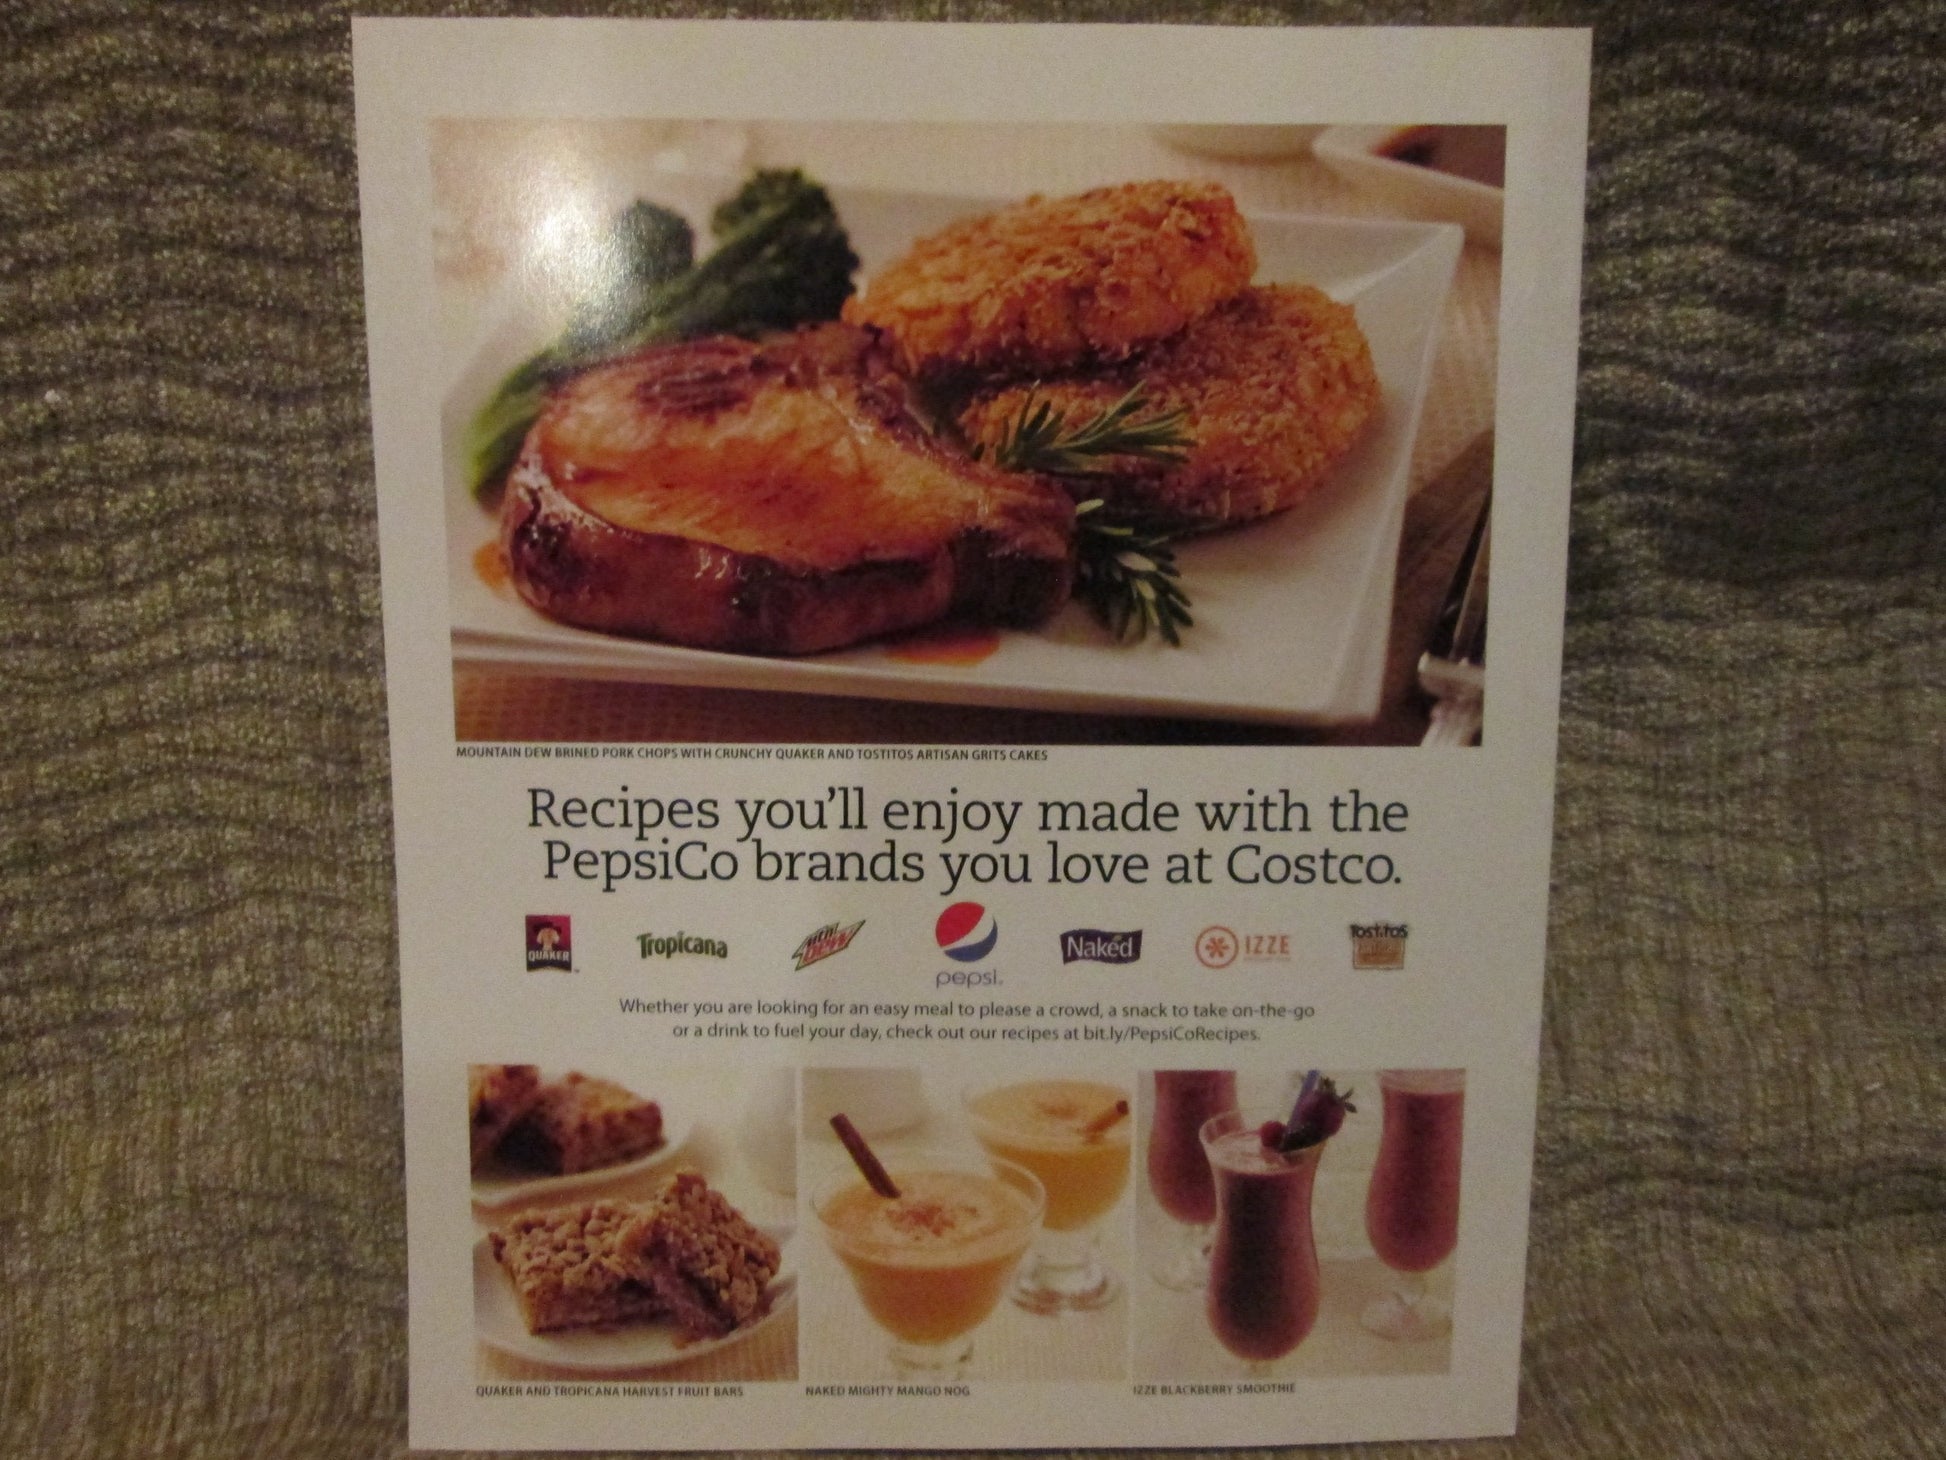 MOUNTAIN DEW BRINED PORK CHOPS WITH CRUNCHY QUAKER AND TOSTITOS ARTISAN GRITS CAKES
Recipes you'll enjoy made with the
PepsiCo brands you love at Costco.
QUAKER
Tropicana
Mtn Dew
pepsi.
Naked
IZZE
Tostitos
Whether you are looking for an easy meal to please a crowd, a snack to take on-the-go
or a drink to fuel your day, check out our recipes at bit.ly/PepsiCoRecipes.
QUAKER AND TROPICANA HARVEST FRUIT BARS
NAKED MIGHTY MANGO NOG
IZZE BLACKBERRY SMOOTHIE